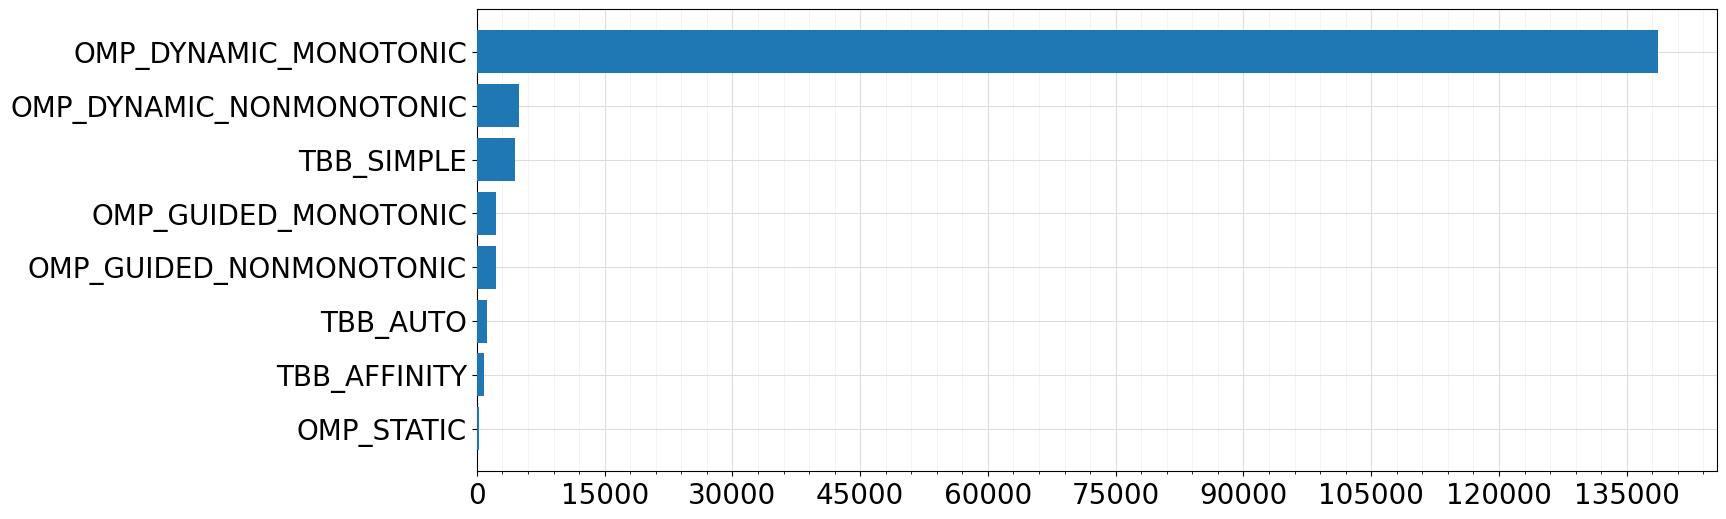 OMP_DYNAMIC_MONOTONIC
OMP_DYNAMIC_NONMONOTONIC
TBB_SIMPLE
OMP_GUIDED_MONOTONIC
OMP_GUIDED_NONMONOTONIC
TBB_AUTO
TBB_AFFINITY
OMP_STATIC
0 15000 30000 45000 60000 75000 90000 105000 120000 135000